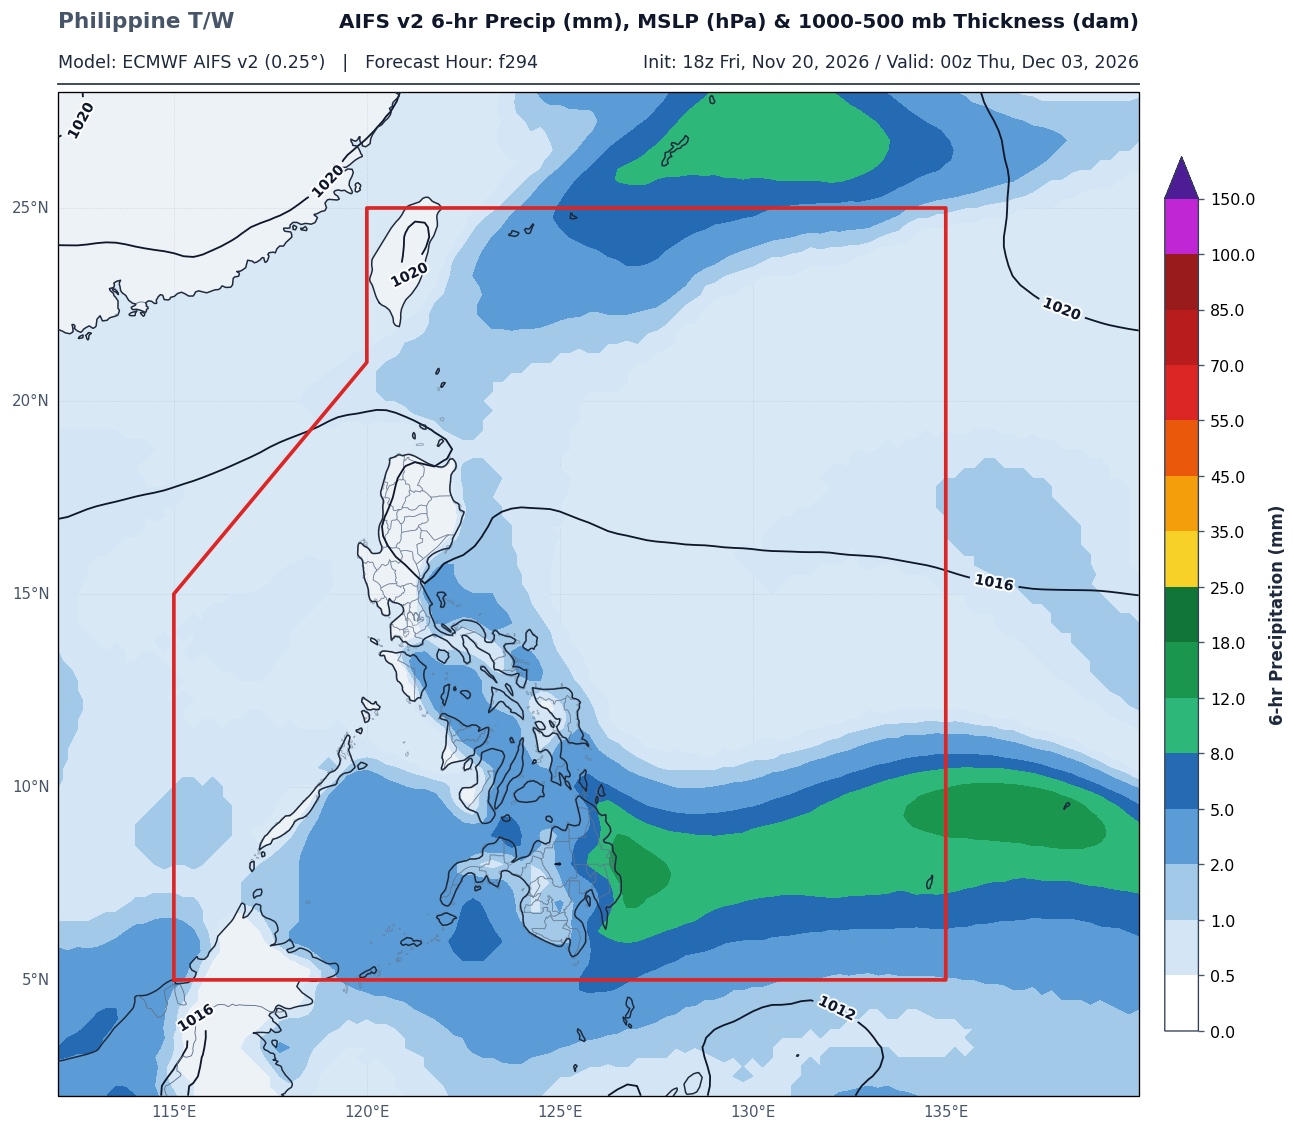 Philippine T/W
AIFS v2 6-hr Precip (mm), MSLP (hPa) & 1000-500 mb Thickness (dam)
Model: ECMWF AIFS v2 (0.25°) | Forecast Hour: f294
Init: 18z Fri, Nov 20, 2026 / Valid: 00z Thu, Dec 03, 2026
1020
1020
1020
1020
1016
1016
1012
25°N
20°N
15°N
10°N
5°N
115°E
120°E
125°E
130°E
135°E
150.0
100.0
85.0
70.0
55.0
45.0
35.0
25.0
18.0
12.0
8.0
5.0
2.0
1.0
0.5
0.0
6-hr Precipitation (mm)